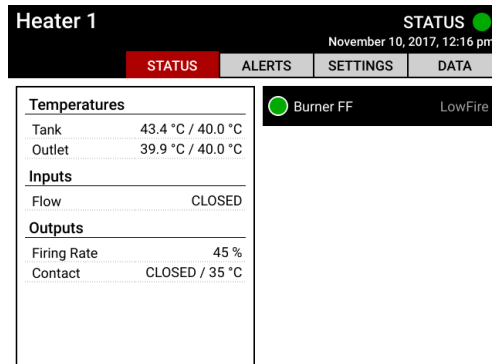 Heater 1
STATUS
November 10, 2017, 12:16 pm
STATUS ALERTS SETTINGS DATA
Temperatures
Tank 43.4 °C / 40.0 °C
Outlet 39.9 °C / 40.0 °C
Inputs
Flow CLOSED
Outputs
Firing Rate 45 %
Contact CLOSED / 35 °C
Burner FF LowFire